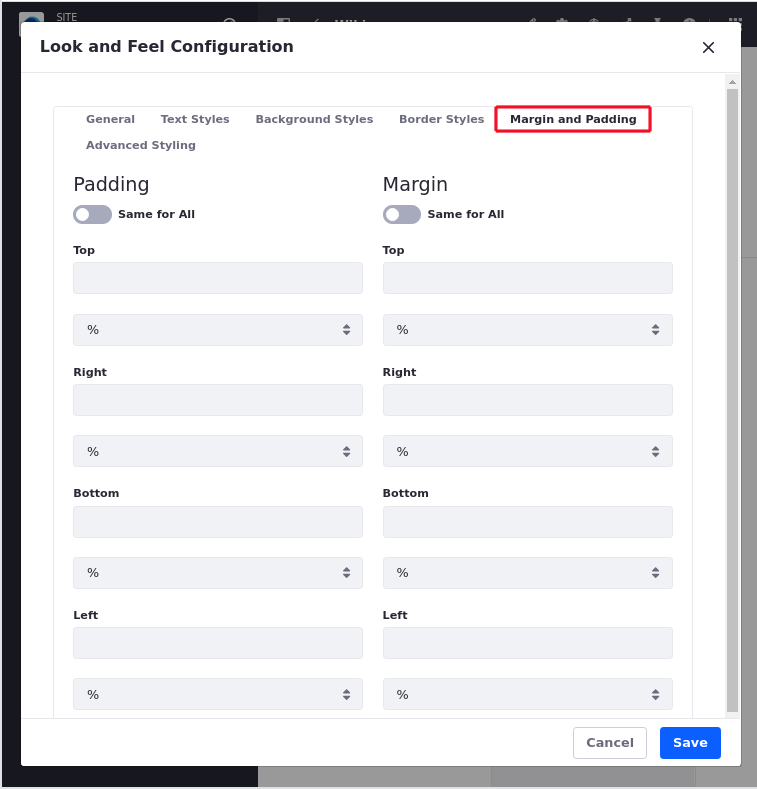 SITE
Look and Feel Configuration
General Text Styles Background Styles Border Styles Margin and Padding
Advanced Styling
Padding Margin
Same for All Same for All
Top Top
% %
Right Right
% %
Bottom Bottom
% %
Left Left
% %
Cancel Save